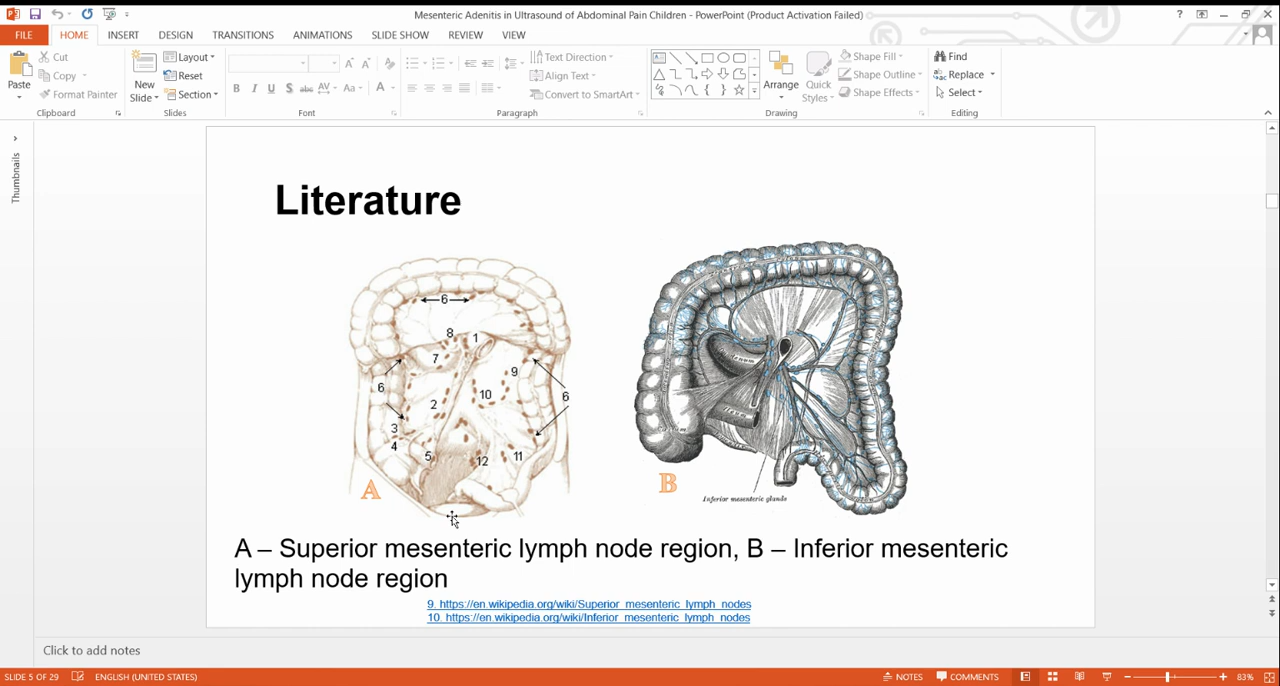 Mesenteric Adenitis in Ultrasound of Abdominal Pain Children - PowerPoint (Product Activation Failed)
FILE HOME INSERT DESIGN TRANSITIONS ANIMATIONS SLIDE SHOW REVIEW VIEW
Paste
Cut
Copy
Format Painter
Clipboard
New
Slide
Layout
Reset
Section
Slides
B I U S abc AV Aa A
Font
Text Direction
Align Text
Convert to SmartArt
Paragraph
Arrange
Quick
Styles
Shape Fill
Shape Outline
Shape Effects
Drawing
Find
Replace
Select
Editing
Thumbnails
Literature
6
8
1
7
9
6
10
6
2
3
4
5
12
11
A
B
Inferior mesenteric glands
A – Superior mesenteric lymph node region, B – Inferior mesenteric
lymph node region
9. https://en.wikipedia.org/wiki/Superior_mesenteric_lymph_nodes
10. https://en.wikipedia.org/wiki/Inferior_mesenteric_lymph_nodes
Click to add notes
SLIDE 5 OF 29 ENGLISH (UNITED STATES) NOTES COMMENTS 83%